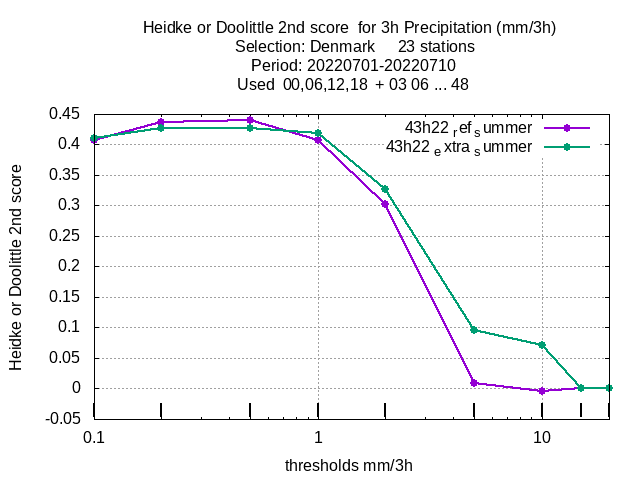 Heidke or Doolittle 2nd score  for 3h Precipitation (mm/3h)
Selection: Denmark     23 stations
Period: 20220701-20220710
Used  00,06,12,18  + 03 06 ... 48
43h22 ref summer
43h22 extra summer
Heidke or Doolittle 2nd score
0.45
0.4
0.35
0.3
0.25
0.2
0.15
0.1
0.05
0
-0.05
0.1 1 10
thresholds mm/3h